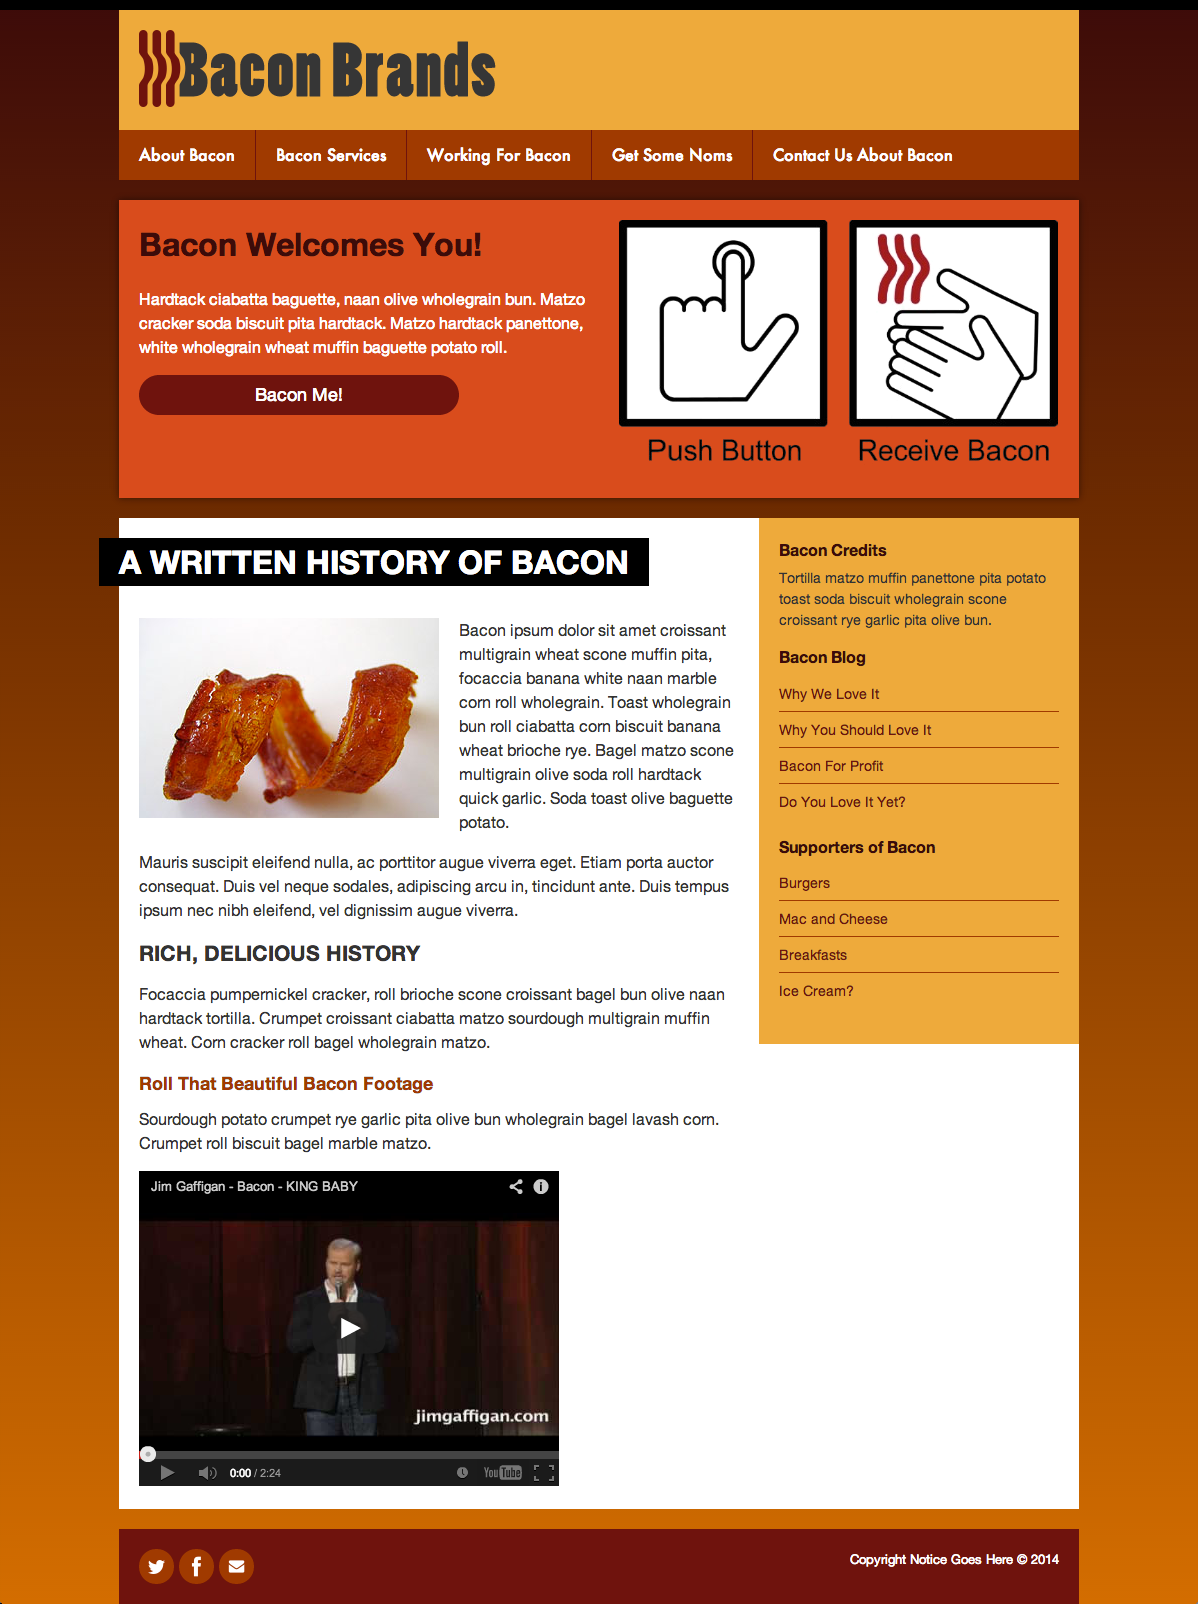 Bacon Brands
About Bacon
Bacon Services
Working For Bacon
Get Some Noms
Contact Us About Bacon
Bacon Welcomes You!
Hardtack ciabatta baguette, naan olive wholegrain bun. Matzo
cracker soda biscuit pita hardtack. Matzo hardtack panettone,
white wholegrain wheat muffin baguette potato roll.
Bacon Me!
Push Button
Receive Bacon
A WRITTEN HISTORY OF BACON
Bacon ipsum dolor sit amet croissant
multigrain wheat scone muffin pita,
focaccia banana white naan marble
corn roll wholegrain. Toast wholegrain
bun roll ciabatta corn biscuit banana
wheat brioche rye. Bagel matzo scone
multigrain olive soda roll hardtack
quick garlic. Soda toast olive baguette
potato.
Mauris suscipit eleifend nulla, ac porttitor augue viverra eget. Etiam porta auctor
consequat. Duis vel neque sodales, adipiscing arcu in, tincidunt ante. Duis tempus
ipsum nec nibh eleifend, vel dignissim augue viverra.
RICH, DELICIOUS HISTORY
Focaccia pumpernickel cracker, roll brioche scone croissant bagel bun olive naan
hardtack tortilla. Crumpet croissant ciabatta matzo sourdough multigrain muffin
wheat. Corn cracker roll bagel wholegrain matzo.
Roll That Beautiful Bacon Footage
Sourdough potato crumpet rye garlic pita olive bun wholegrain bagel lavash corn.
Crumpet roll biscuit bagel marble matzo.
Jim Gaffigan - Bacon - KING BABY
jimgaffigan.com
0:00 / 2:24
YouTube
Bacon Credits
Tortilla matzo muffin panettone pita potato
toast soda biscuit wholegrain scone
croissant rye garlic pita olive bun.
Bacon Blog
Why We Love It
Why You Should Love It
Bacon For Profit
Do You Love It Yet?
Supporters of Bacon
Burgers
Mac and Cheese
Breakfasts
Ice Cream?
Copyright Notice Goes Here © 2014